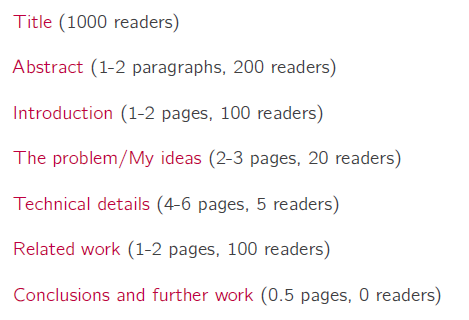 Title (1000 readers)
Abstract (1-2 paragraphs, 200 readers)
Introduction (1-2 pages, 100 readers)
The problem/My ideas (2-3 pages, 20 readers)
Technical details (4-6 pages, 5 readers)
Related work (1-2 pages, 100 readers)
Conclusions and further work (0.5 pages, 0 readers)